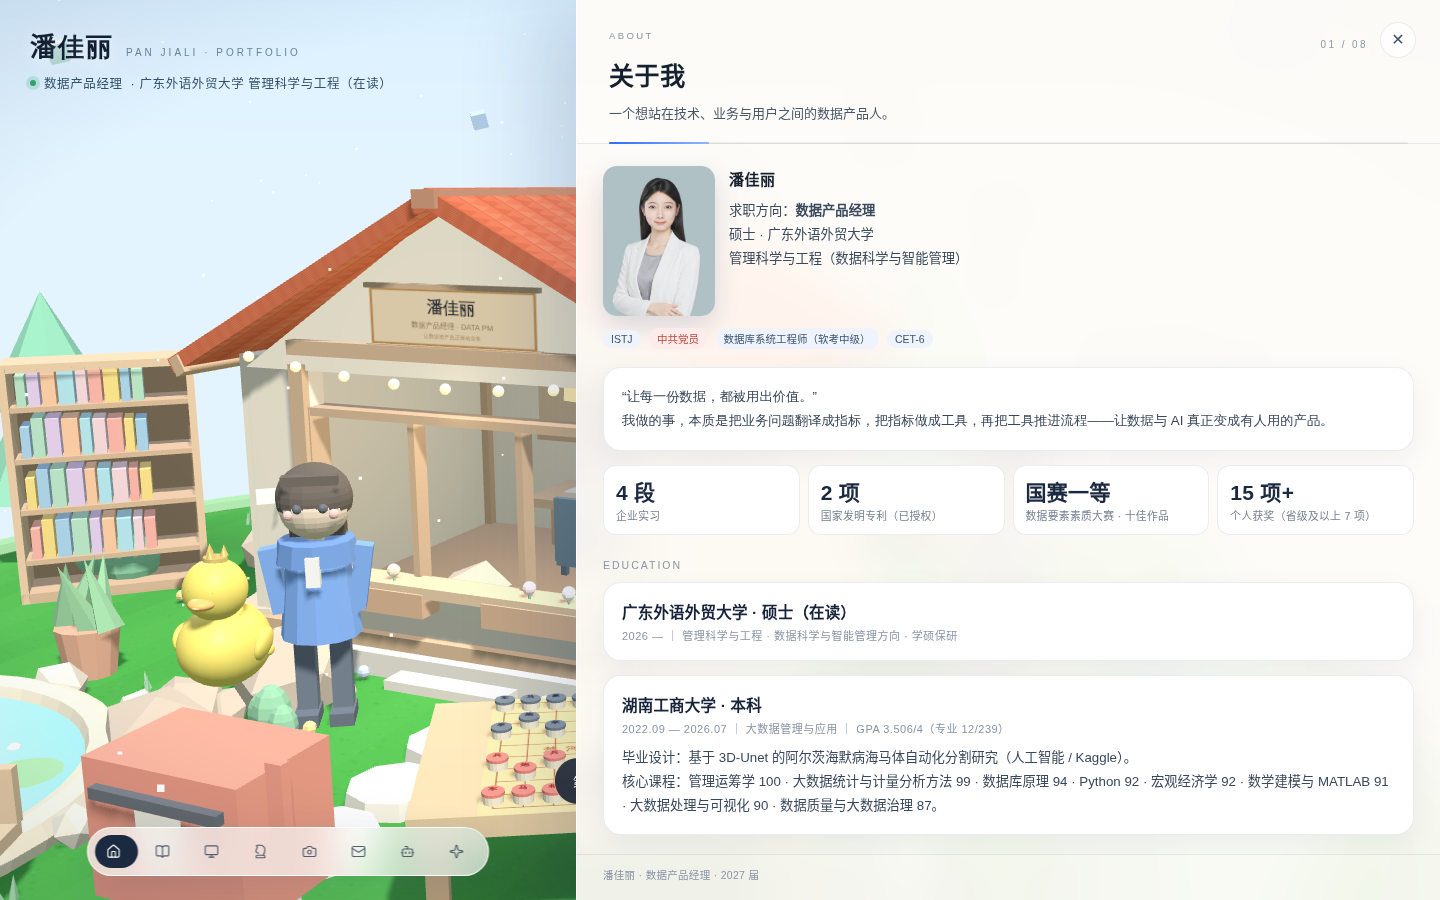 潘佳丽 PAN JIALI · PORTFOLIO
数据产品经理 · 广东外语外贸大学 管理科学与工程（在读）
潘佳丽
数据产品经理 · DATA PM
ABOUT
01 / 08
关于我
一个想站在技术、业务与用户之间的数据产品人。
潘佳丽
求职方向：数据产品经理
硕士 · 广东外语外贸大学
管理科学与工程（数据科学与智能管理）
ISTJ 中共党员 数据库系统工程师（软考中级） CET-6
“让每一份数据，都被用出价值。”
我做的事，本质是把业务问题翻译成指标，把指标做成工具，再把工具推进流程——让数据与 AI 真正变成有人用的产品。
4 段
企业实习
2 项
国家发明专利（已授权）
国赛一等
数据要素素质大赛 · 十佳作品
15 项+
个人获奖（省级及以上 7 项）
EDUCATION
广东外语外贸大学 · 硕士（在读）
2026 — ｜ 管理科学与工程 · 数据科学与智能管理方向 · 学硕保研
湖南工商大学 · 本科
2022.09 — 2026.07 ｜ 大数据管理与应用 ｜ GPA 3.506/4（专业 12/239）
毕业设计：基于 3D-Unet 的阿尔茨海默病海马体自动化分割研究（人工智能 / Kaggle）。
核心课程：管理运筹学 100 · 大数据统计与计量分析方法 99 · 数据库原理 94 · Python 92 · 宏观经济学 92 · 数学建模与 MATLAB 91
· 大数据处理与可视化 90 · 数据质量与大数据治理 87。
潘佳丽 · 数据产品经理 · 2027 届